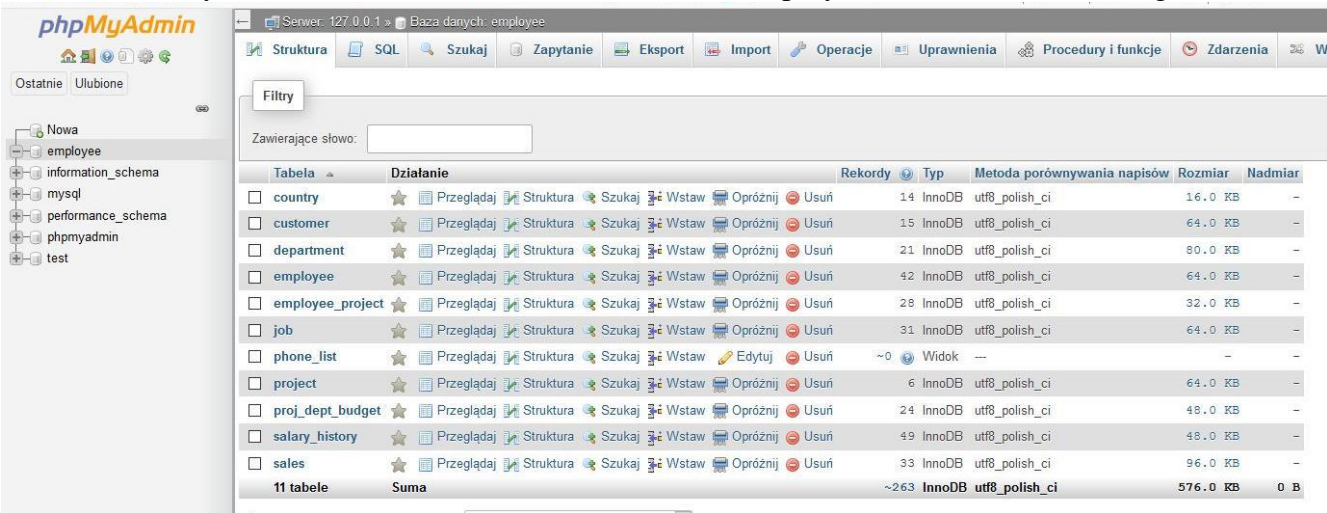 phpMyAdmin
Ostatnie Ulubione
Nowa
employee
information_schema
mysql
performance_schema
phpmyadmin
test
Serwer: 127.0.0.1 » Baza danych: employee
Struktura SQL Szukaj Zapytanie Eksport Import Operacje Uprawnienia Procedury i funkcje Zdarzenia W
Filtry
Zawierające słowo:
Tabela Działanie Rekordy Typ Metoda porównywania napisów Rozmiar Nadmiar
country Przeglądaj Struktura Szukaj Wstaw Opróżnij Usuń 14 InnoDB utf8_polish_ci 16.0 KB -
customer Przeglądaj Struktura Szukaj Wstaw Opróżnij Usuń 15 InnoDB utf8_polish_ci 64.0 KB -
department Przeglądaj Struktura Szukaj Wstaw Opróżnij Usuń 21 InnoDB utf8_polish_ci 80.0 KB -
employee Przeglądaj Struktura Szukaj Wstaw Opróżnij Usuń 42 InnoDB utf8_polish_ci 64.0 KB -
employee_project Przeglądaj Struktura Szukaj Wstaw Opróżnij Usuń 28 InnoDB utf8_polish_ci 32.0 KB -
job Przeglądaj Struktura Szukaj Wstaw Opróżnij Usuń 31 InnoDB utf8_polish_ci 64.0 KB -
phone_list Przeglądaj Struktura Szukaj Wstaw Edytuj Usuń ~0 Widok --- - -
project Przeglądaj Struktura Szukaj Wstaw Opróżnij Usuń 6 InnoDB utf8_polish_ci 64.0 KB -
proj_dept_budget Przeglądaj Struktura Szukaj Wstaw Opróżnij Usuń 24 InnoDB utf8_polish_ci 48.0 KB -
salary_history Przeglądaj Struktura Szukaj Wstaw Opróżnij Usuń 49 InnoDB utf8_polish_ci 48.0 KB -
sales Przeglądaj Struktura Szukaj Wstaw Opróżnij Usuń 33 InnoDB utf8_polish_ci 96.0 KB -
11 tabele Suma ~263 InnoDB utf8_polish_ci 576.0 KB 0 B